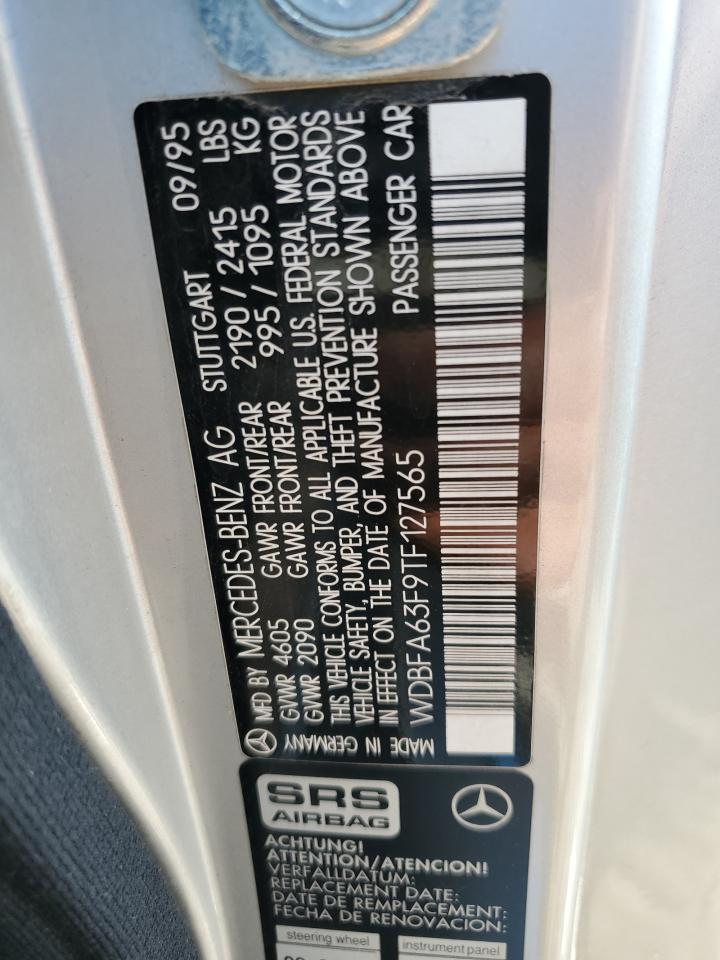 MFD BY MERCEDES-BENZ AG STUTTGART 09/95
GVWR 4605 GAWR FRONT/REAR 2190 / 2415 LBS
GVWR 2090 GAWR FRONT/REAR 995 / 1095 KG
THIS VEHICLE CONFORMS TO ALL APPLICABLE U.S. FEDERAL MOTOR
VEHICLE SAFETY, BUMPER, AND THEFT PREVENTION STANDARDS
IN EFFECT ON THE DATE OF MANUFACTURE SHOWN ABOVE
WDBFA63F9TF127565 PASSENGER CAR
MADE IN GERMANY
SRS
AIRBAG
ACHTUNG!
ATTENTION/ATENCION!
VERFALLDATUM:
REPLACEMENT DATE:
DATE DE REMPLACEMENT:
FECHA DE RENOVACION:
steering wheel instrument panel